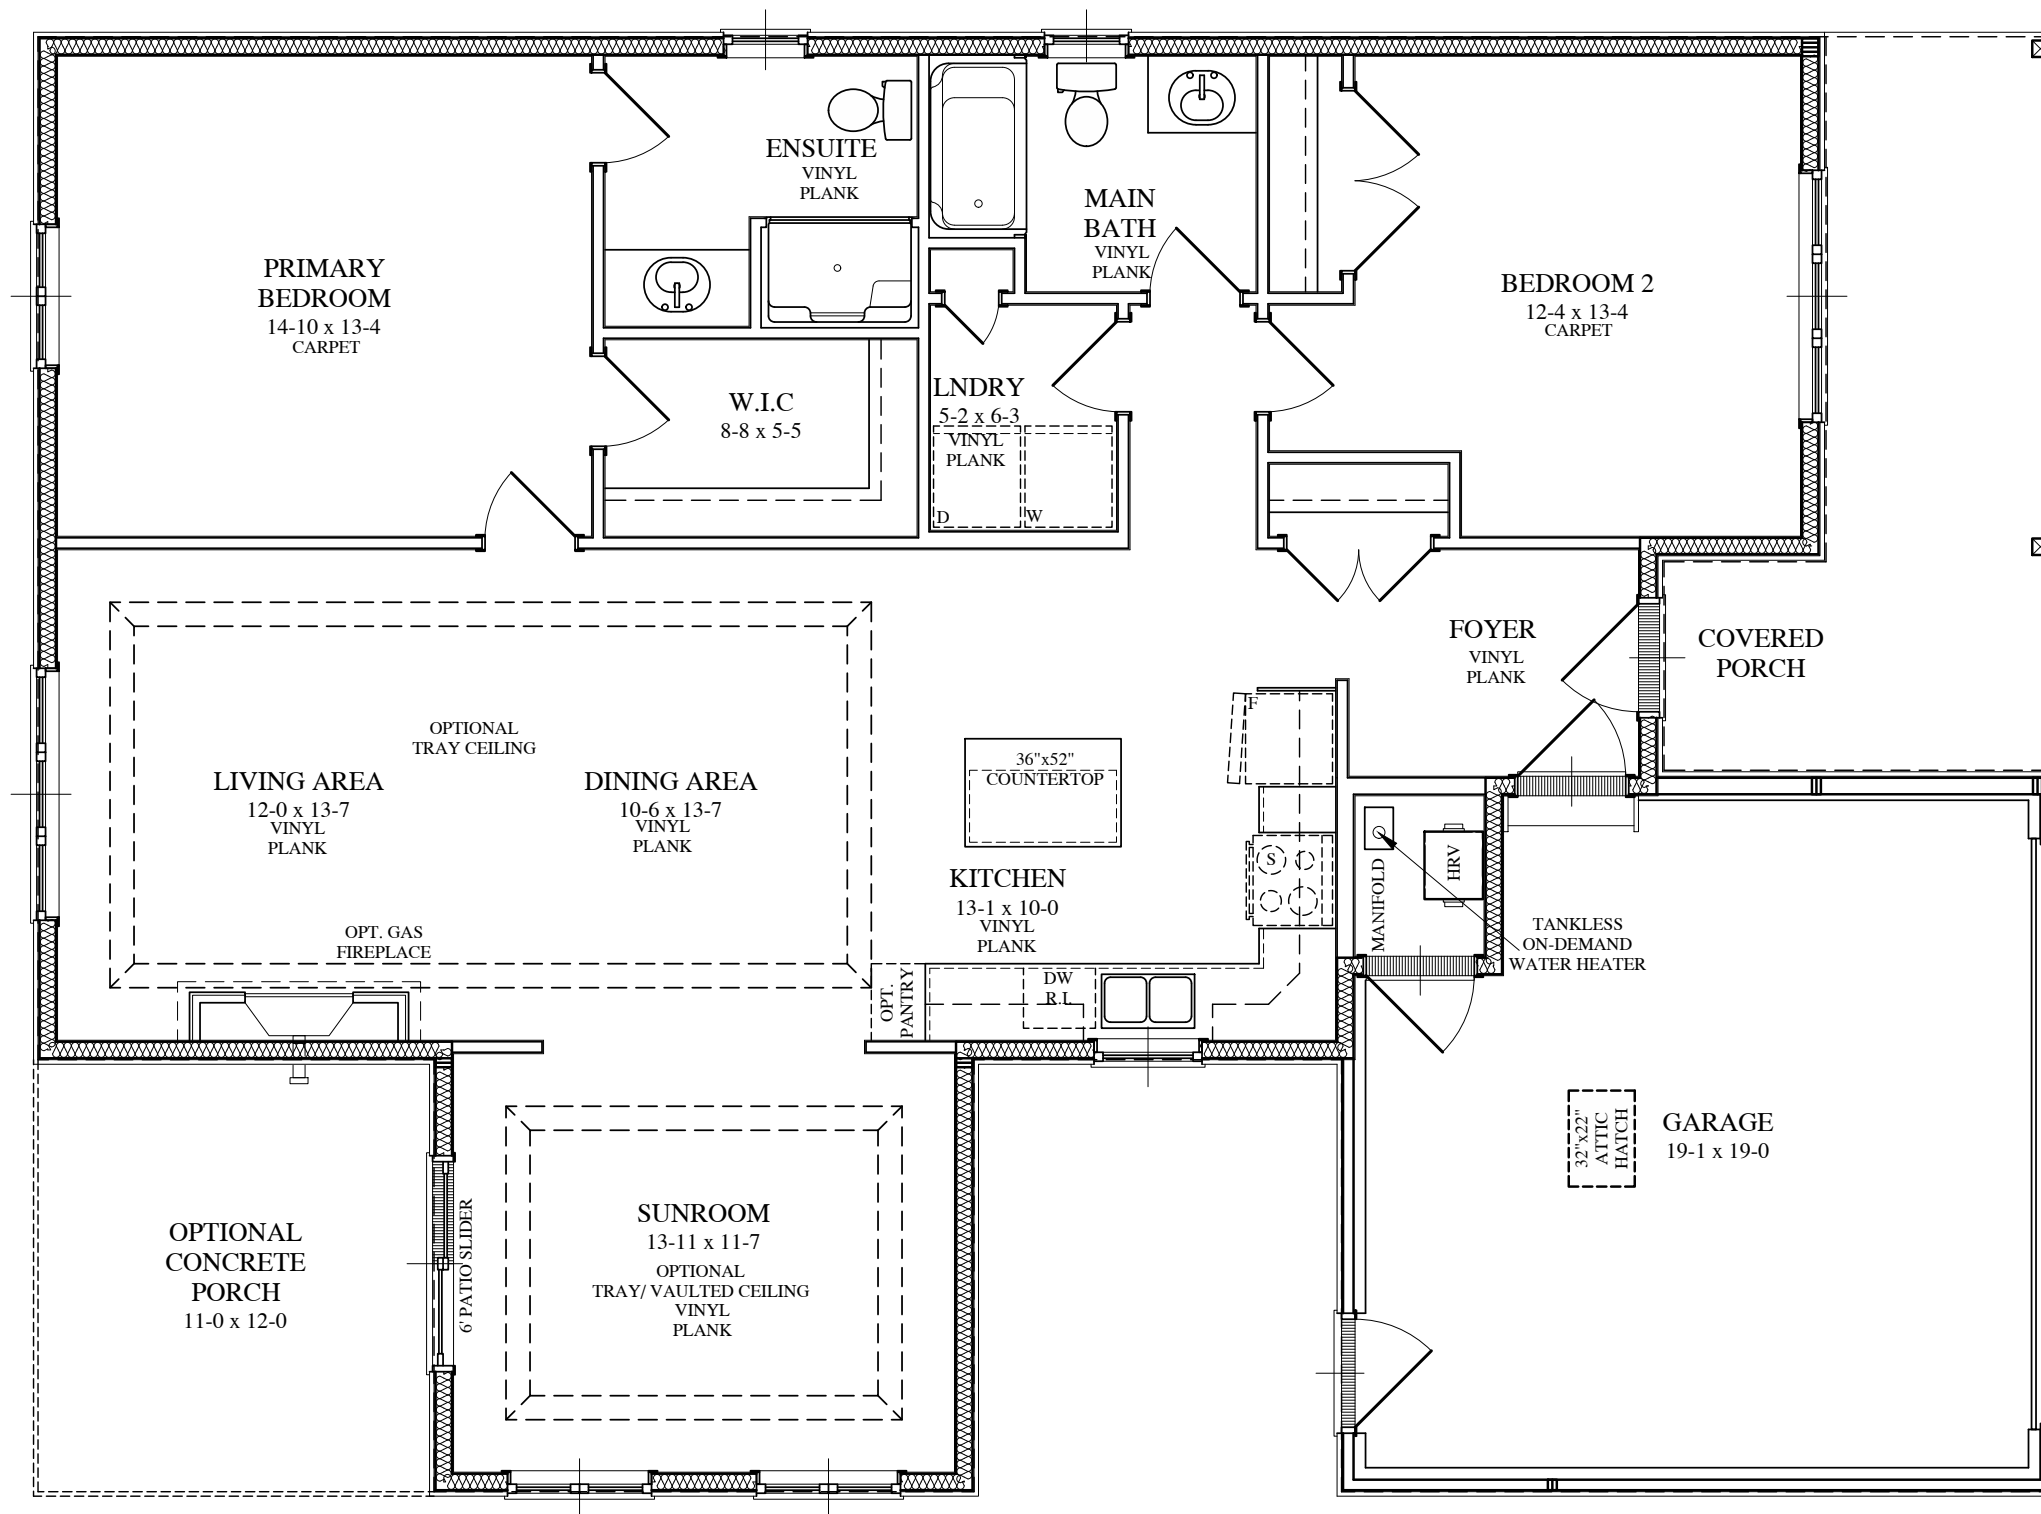 ENSUITE
VINYL
PLANK
MAIN
BATH
VINYL
PLANK
PRIMARY
BEDROOM
14-10 x 13-4
CARPET
BEDROOM 2
12-4 x 13-4
CARPET
W.I.C
8-8 x 5-5
LNDRY
5-2 x 6-3
VINYL
PLANK
D
W
FOYER
VINYL
PLANK
COVERED
PORCH
OPTIONAL
TRAY CEILING
LIVING AREA
12-0 x 13-7
VINYL
PLANK
DINING AREA
10-6 x 13-7
VINYL
PLANK
36"x52"
COUNTERTOP
F
S
KITCHEN
13-1 x 10-0
VINYL
PLANK
MANIFOLD
HRV
TANKLESS
ON-DEMAND
WATER HEATER
OPT. GAS
FIREPLACE
OPT.
PANTRY
DW
R.I.
32"x22"
ATTIC
HATCH
GARAGE
19-1 x 19-0
OPTIONAL
CONCRETE
PORCH
11-0 x 12-0
6' PATIO SLIDER
SUNROOM
13-11 x 11-7
OPTIONAL
TRAY/ VAULTED CEILING
VINYL
PLANK